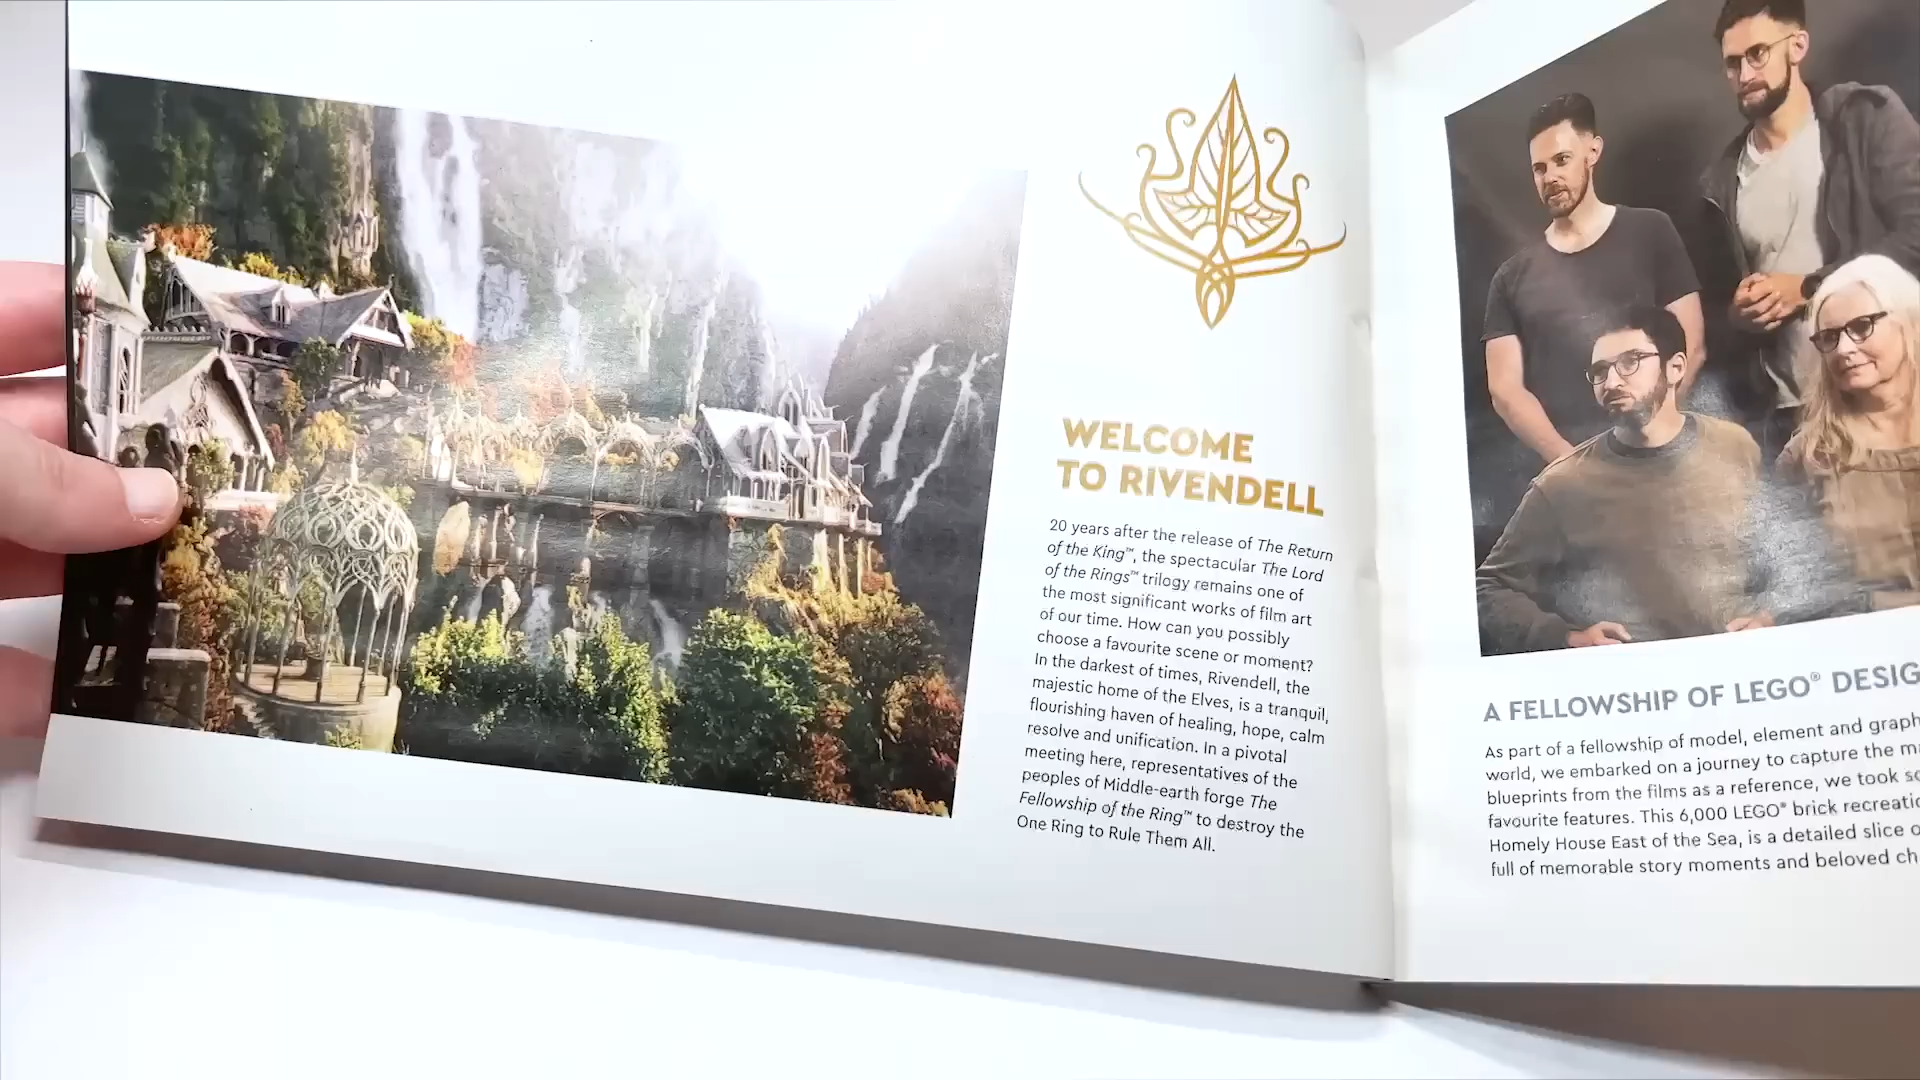 WELCOME
TO RIVENDELL
20 years after the release of The Return
of the King™, the spectacular The Lord
of the Rings™ trilogy remains one of
the most significant works of film art
of our time. How can you possibly
choose a favourite scene or moment?
In the darkest of times, Rivendell, the
majestic home of the Elves, is a tranquil,
flourishing haven of healing, hope, calm
resolve and unification. In a pivotal
meeting here, representatives of the
peoples of Middle-earth forge The
Fellowship of the Ring™ to destroy the
One Ring to Rule Them All.
A FELLOWSHIP OF LEGO® DESIG
As part of a fellowship of model, element and graph
world, we embarked on a journey to capture the m
blueprints from the films as a reference, we took
favourite features. This 6,000 LEGO® brick recreatio
Homely House East of the Sea, is a detailed slice o
full of memorable story moments and beloved ch